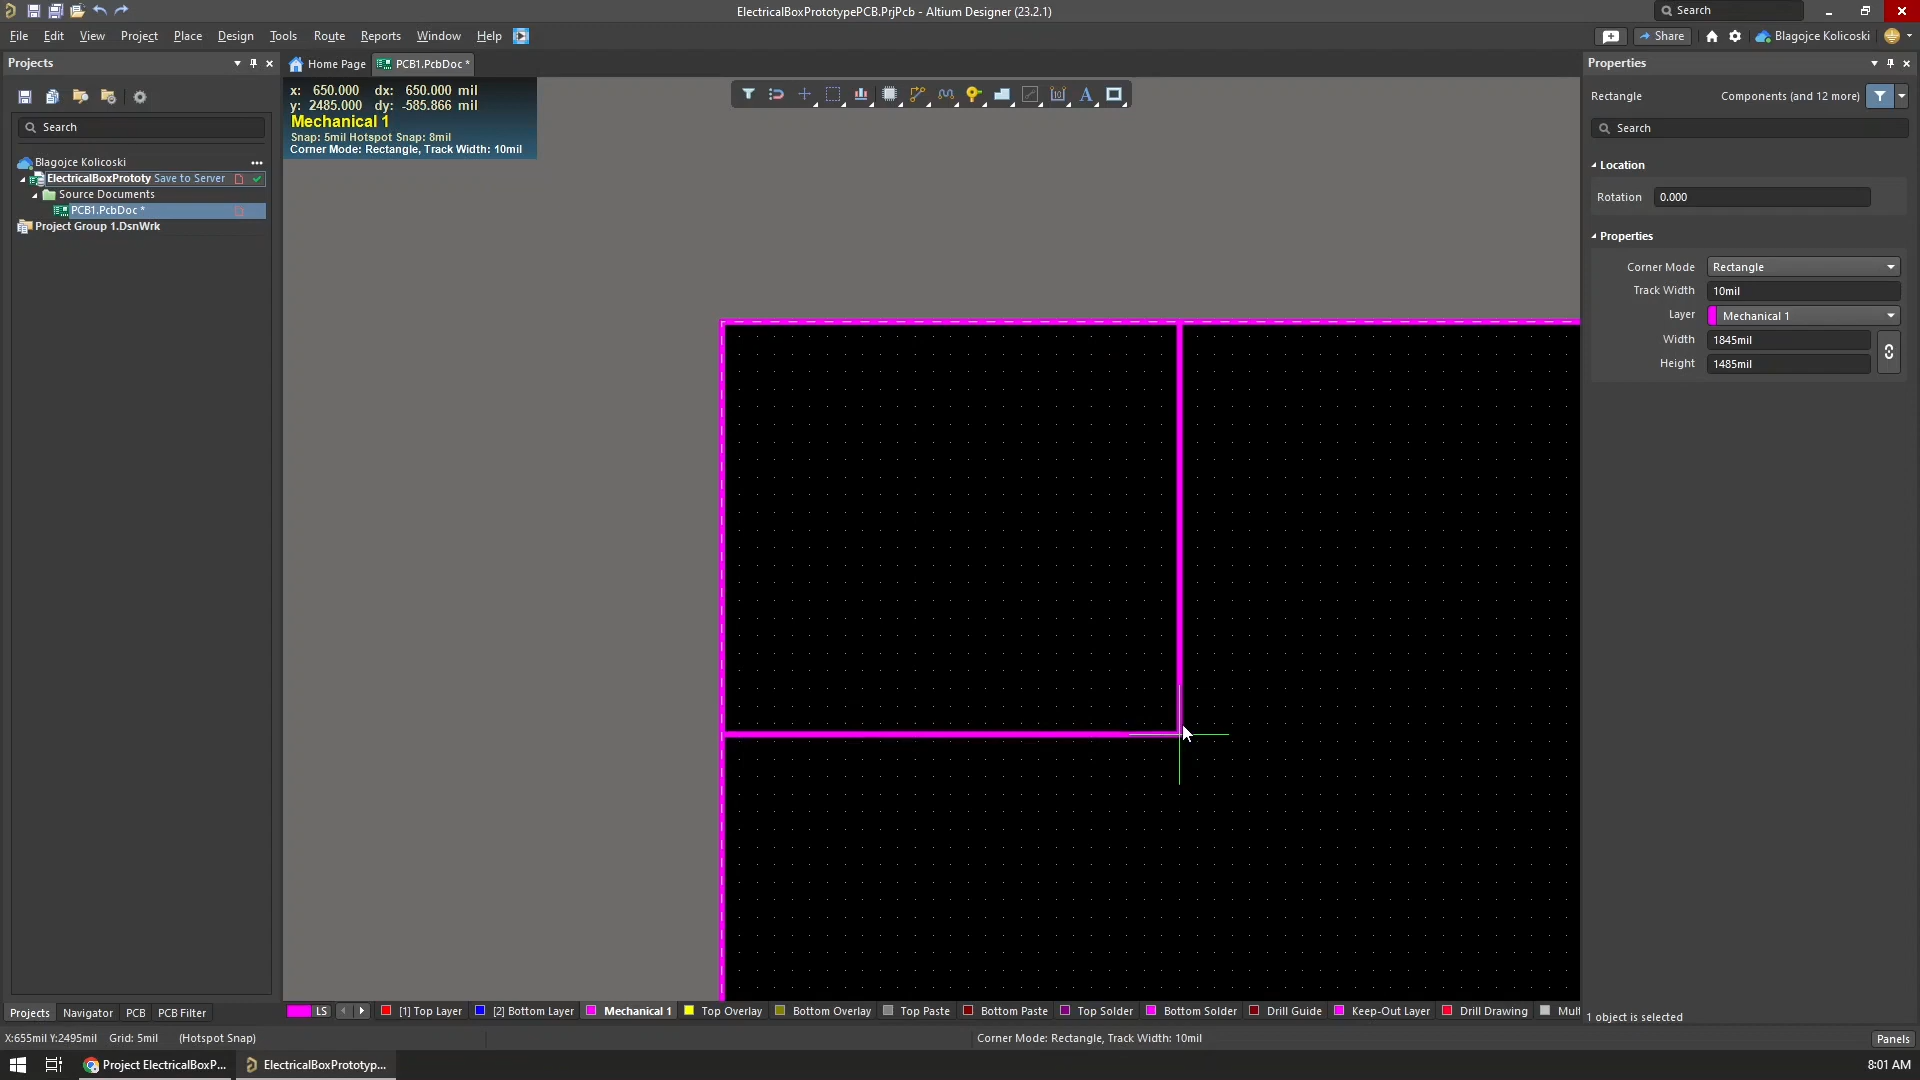 ElectricalBoxPrototypePCB.PrjPcb - Altium Designer (23.2.1)
Search
File Edit View Project Place Design Tools Route Reports Window Help
Share
Blagojce Kolicoski
Projects
Home Page
PCB1.PcbDoc *
Properties
x: 650.000 dx: 650.000 mil
y: 2485.000 dy: -585.866 mil
Mechanical 1
Snap: 5mil Hotspot Snap: 8mil
Corner Mode: Rectangle, Track Width: 10mil
Rectangle
Components (and 12 more)
Search
Search
Blagojce Kolicoski
ElectricalBoxPrototy Save to Server
Source Documents
PCB1.PcbDoc *
Project Group 1.DsnWrk
Location
Rotation 0.000
Properties
Corner Mode Rectangle
Track Width 10mil
Layer Mechanical 1
Width 1845mil
Height 1485mil
LS
[1] Top Layer
[2] Bottom Layer
Mechanical 1
Top Overlay
Bottom Overlay
Top Paste
Bottom Paste
Top Solder
Bottom Solder
Drill Guide
Keep-Out Layer
Drill Drawing
Mult
Projects Navigator PCB PCB Filter
1 object is selected
X:655mil Y:2495mil Grid: 5mil (Hotspot Snap)
Corner Mode: Rectangle, Track Width: 10mil
Panels
Project ElectricalBoxP...
ElectricalBoxPrototyp...
8:01 AM